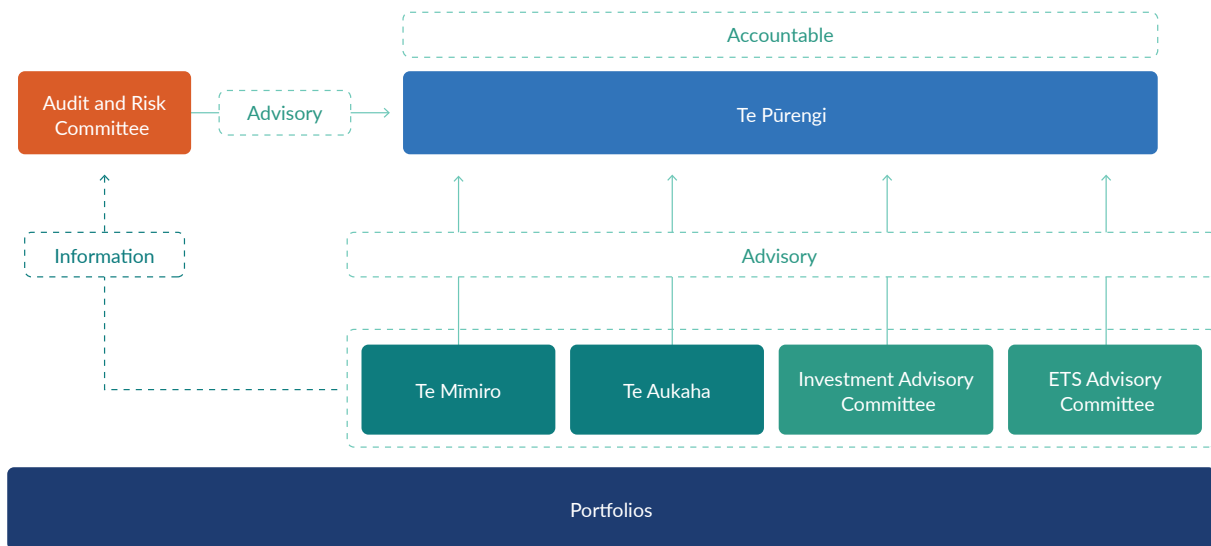 Accountable
Audit and Risk
Committee
Advisory
Te Pūrengi
Information
Advisory
Te Mīmiro
Te Aukaha
Investment Advisory
Committee
ETS Advisory
Committee
Portfolios